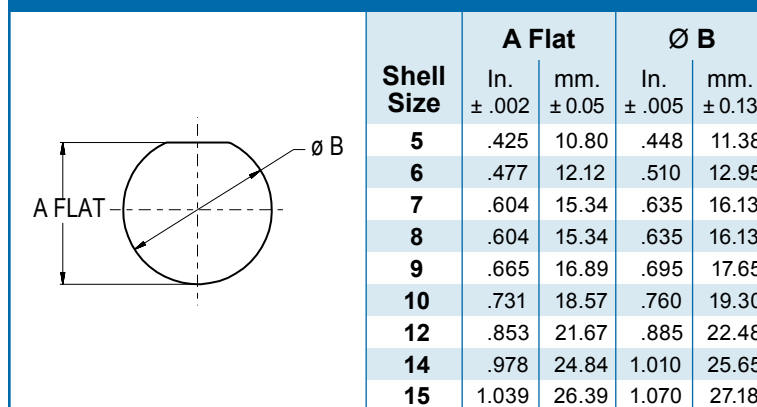 A FLAT
ø B
A Flat Ø B
Shell Size In. ± .002 mm. ± 0.05 In. ± .005 mm. ± 0.13
5 .425 10.80 .448 11.38
6 .477 12.12 .510 12.95
7 .604 15.34 .635 16.13
8 .604 15.34 .635 16.13
9 .665 16.89 .695 17.65
10 .731 18.57 .760 19.30
12 .853 21.67 .885 22.48
14 .978 24.84 1.010 25.65
15 1.039 26.39 1.070 27.18